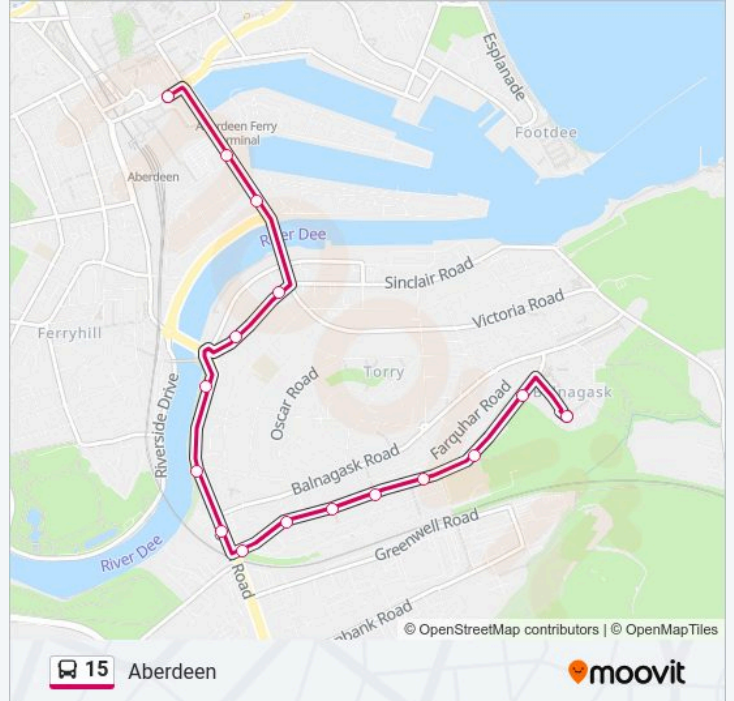 Esplanade
Footdee
Aberdeen Ferry
Terminal
Aberdeen
River Dee
Sinclair Road
Victoria Road
Ferryhill
Torry
Oscar Road
Riverside Drive
Farquhar Road
Balnagask
Balnagask Road
Greenwell Road
River Dee
Road
nbank Road
© OpenStreetMap contributors | © OpenMapTiles
15 Aberdeen
moovit